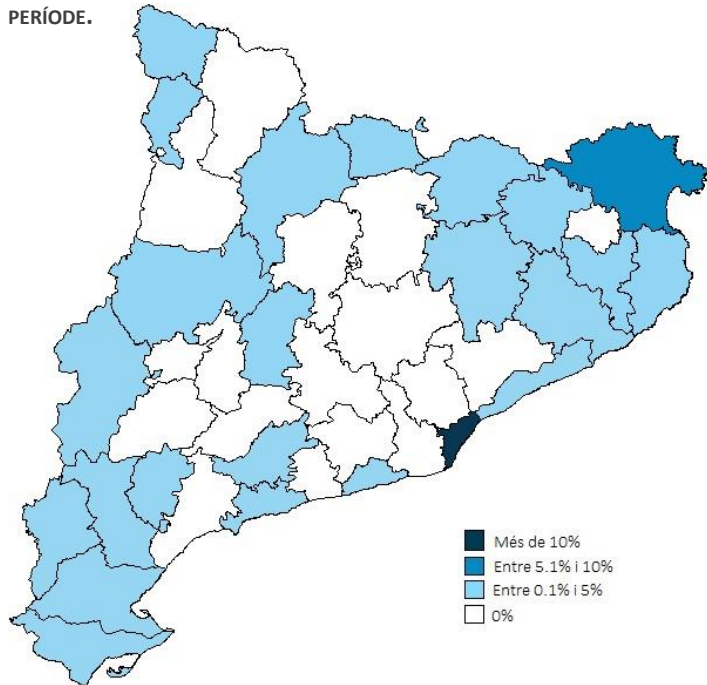 PERÍODE.
Més de 10%
Entre 5.1% i 10%
Entre 0.1% i 5%
0%